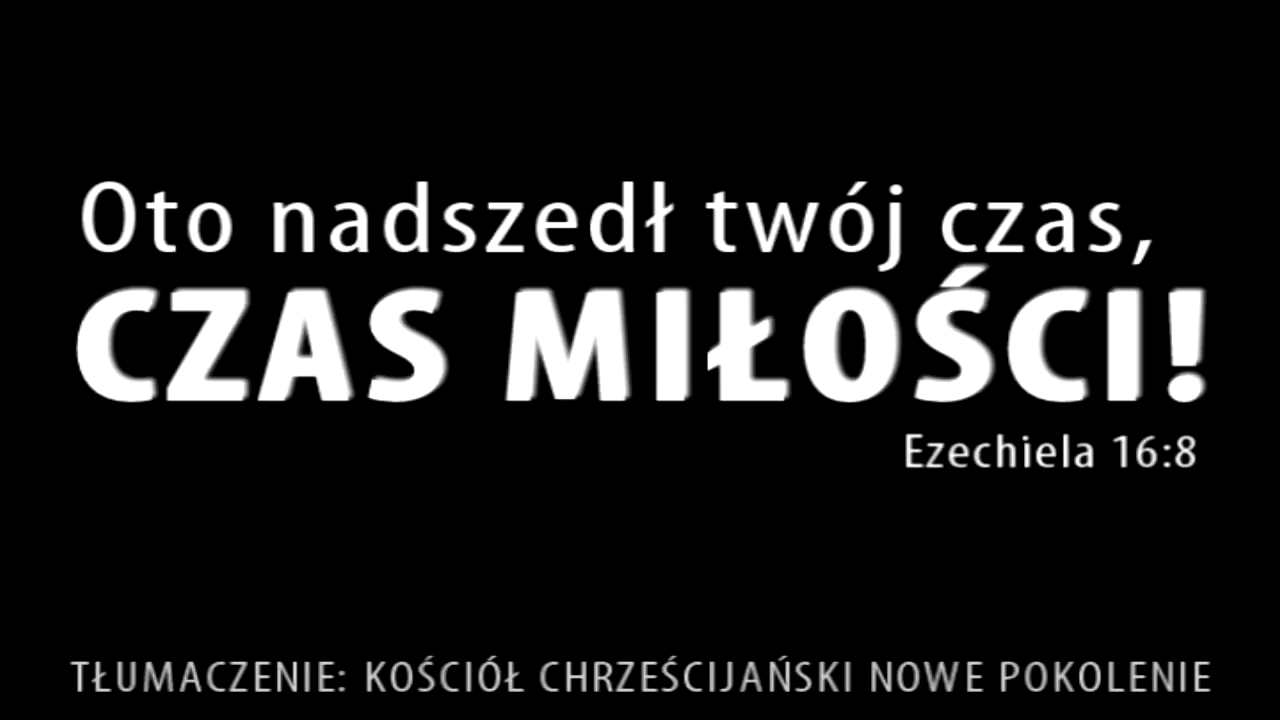 Oto nadszedł twój czas,
CZAS MIŁOŚCI!
Ezechiela 16:8
TŁUMACZENIE: KOŚCIÓŁ CHRZEŚCIJAŃSKI NOWE POKOLENIE